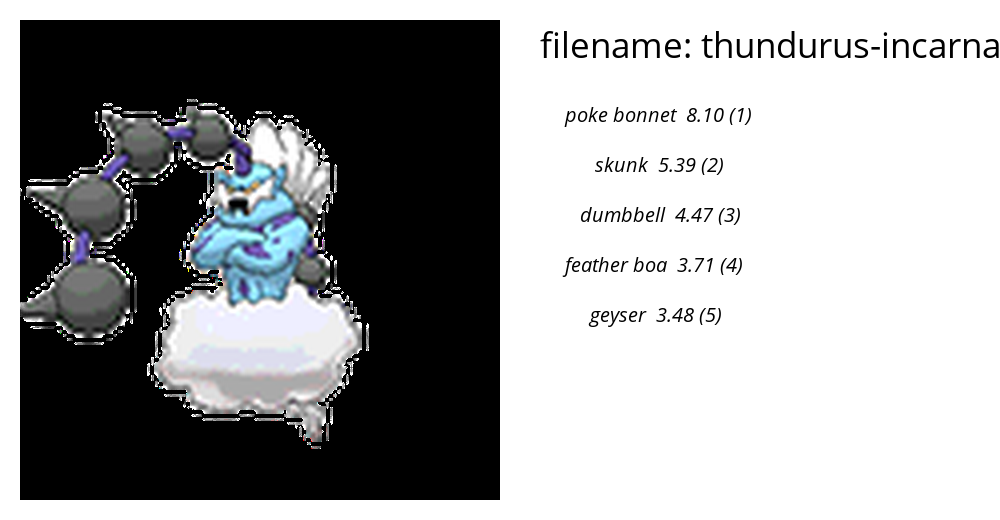 filename: thundurus-incarna
poke bonnet 8.10 (1)
skunk 5.39 (2)
dumbbell 4.47 (3)
feather boa 3.71 (4)
geyser 3.48 (5)